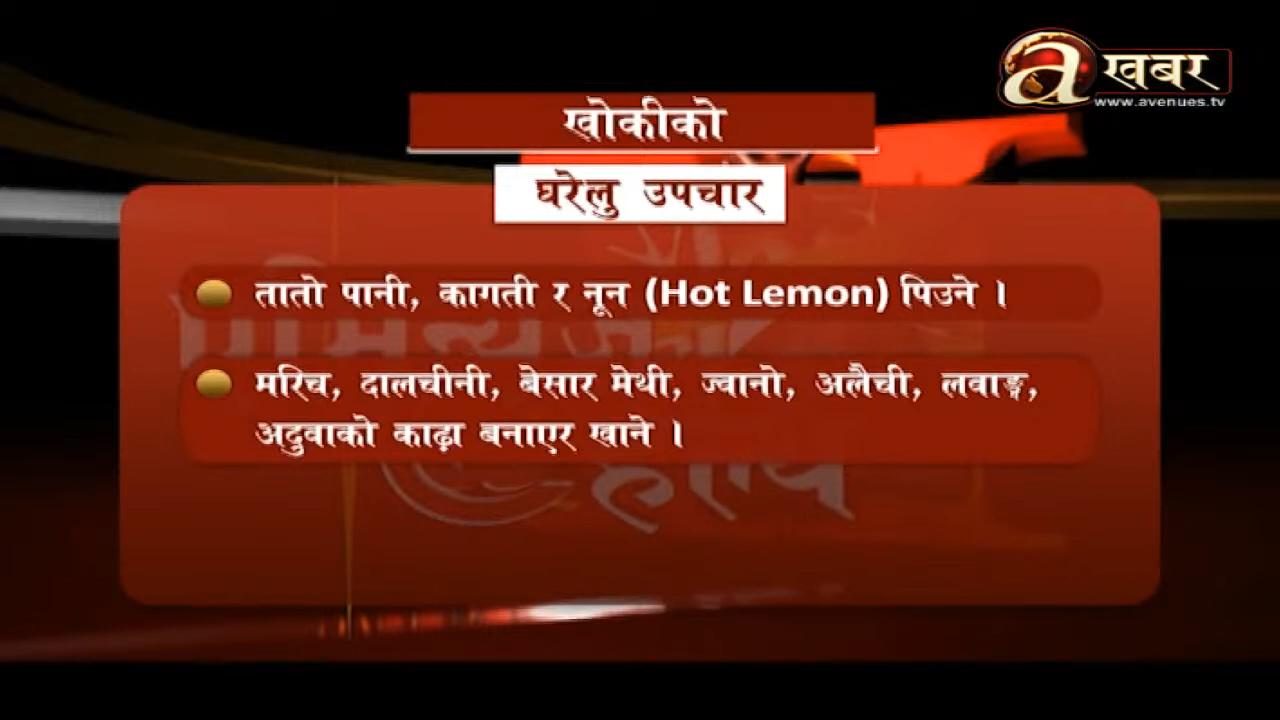 a खबर
www.avenues.tv
खोकीको
घरेलु उपचार
तातो पानी, कागती र नून (Hot Lemon) पिउने ।
मरिच, दालचीनी, बेसार मेथी, ज्वानो, अलैची, लवाङ्ग,
अदुवाको काढ़ा बनाएर खाने ।